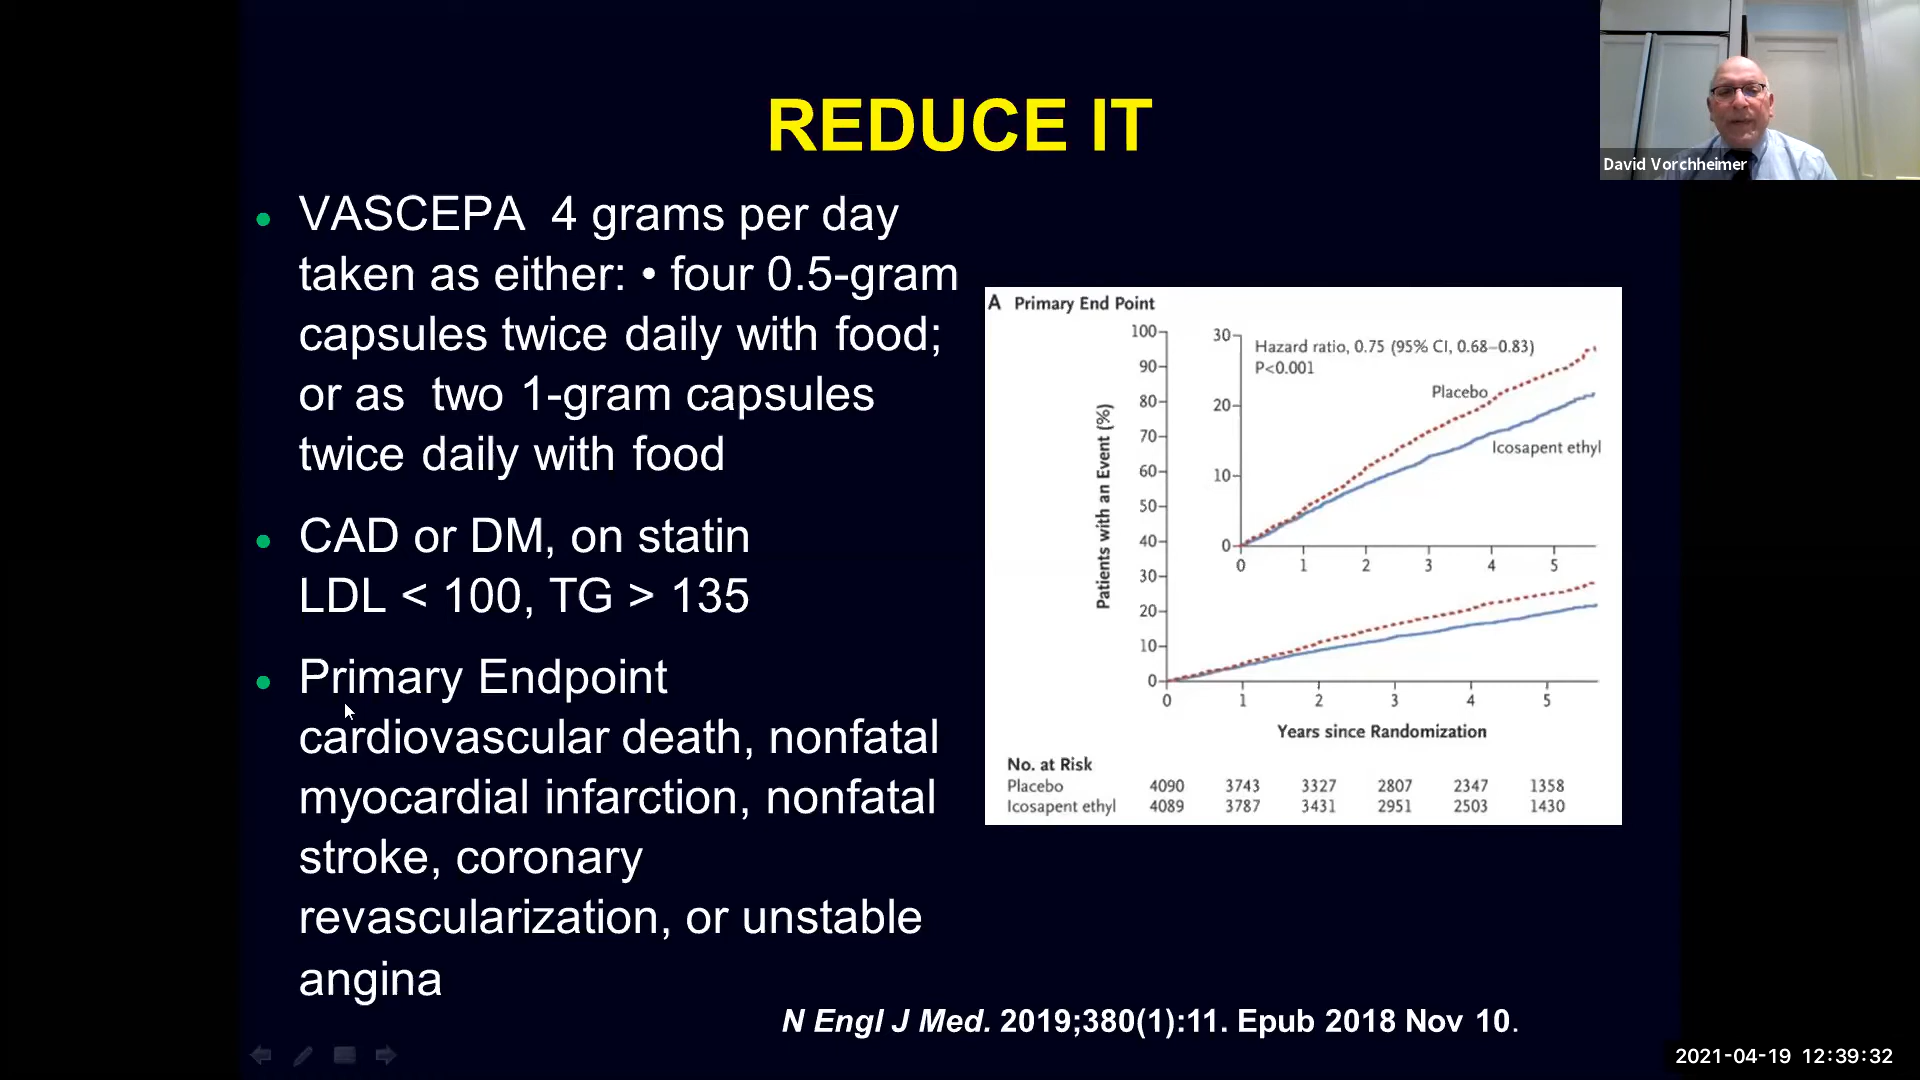 REDUCE IT
David Vorchheimer
• VASCEPA 4 grams per day
taken as either: • four 0.5-gram
capsules twice daily with food;
or as two 1-gram capsules
twice daily with food
• CAD or DM, on statin
LDL < 100, TG > 135
• Primary Endpoint
cardiovascular death, nonfatal
myocardial infarction, nonfatal
stroke, coronary
revascularization, or unstable
angina
A Primary End Point
Patients with an Event (%)
100
90
80
70
60
50
40
30
20
10
0
30
20
10
0
Hazard ratio, 0.75 (95% CI, 0.68–0.83)
P<0.001
Placebo
Icosapent ethyl
0 1 2 3 4 5
0 1 2 3 4 5
Years since Randomization
No. at Risk
Placebo 4090 3743 3327 2807 2347 1358
Icosapent ethyl 4089 3787 3431 2951 2503 1430
N Engl J Med. 2019;380(1):11. Epub 2018 Nov 10.
2021-04-19 12:39:32